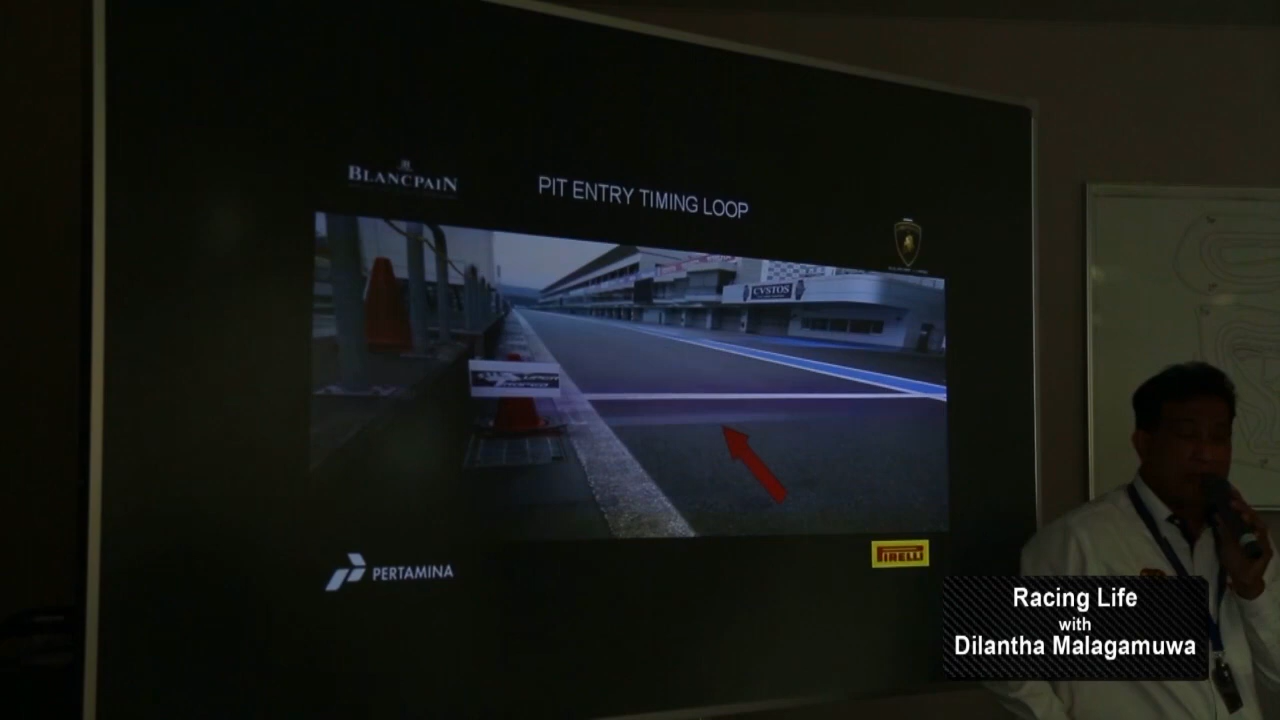 BLANCPAIN
PIT ENTRY TIMING LOOP
CVSTOS
PERTAMINA
PIRELLI
Racing Life
with
Dilantha Malagamuwa